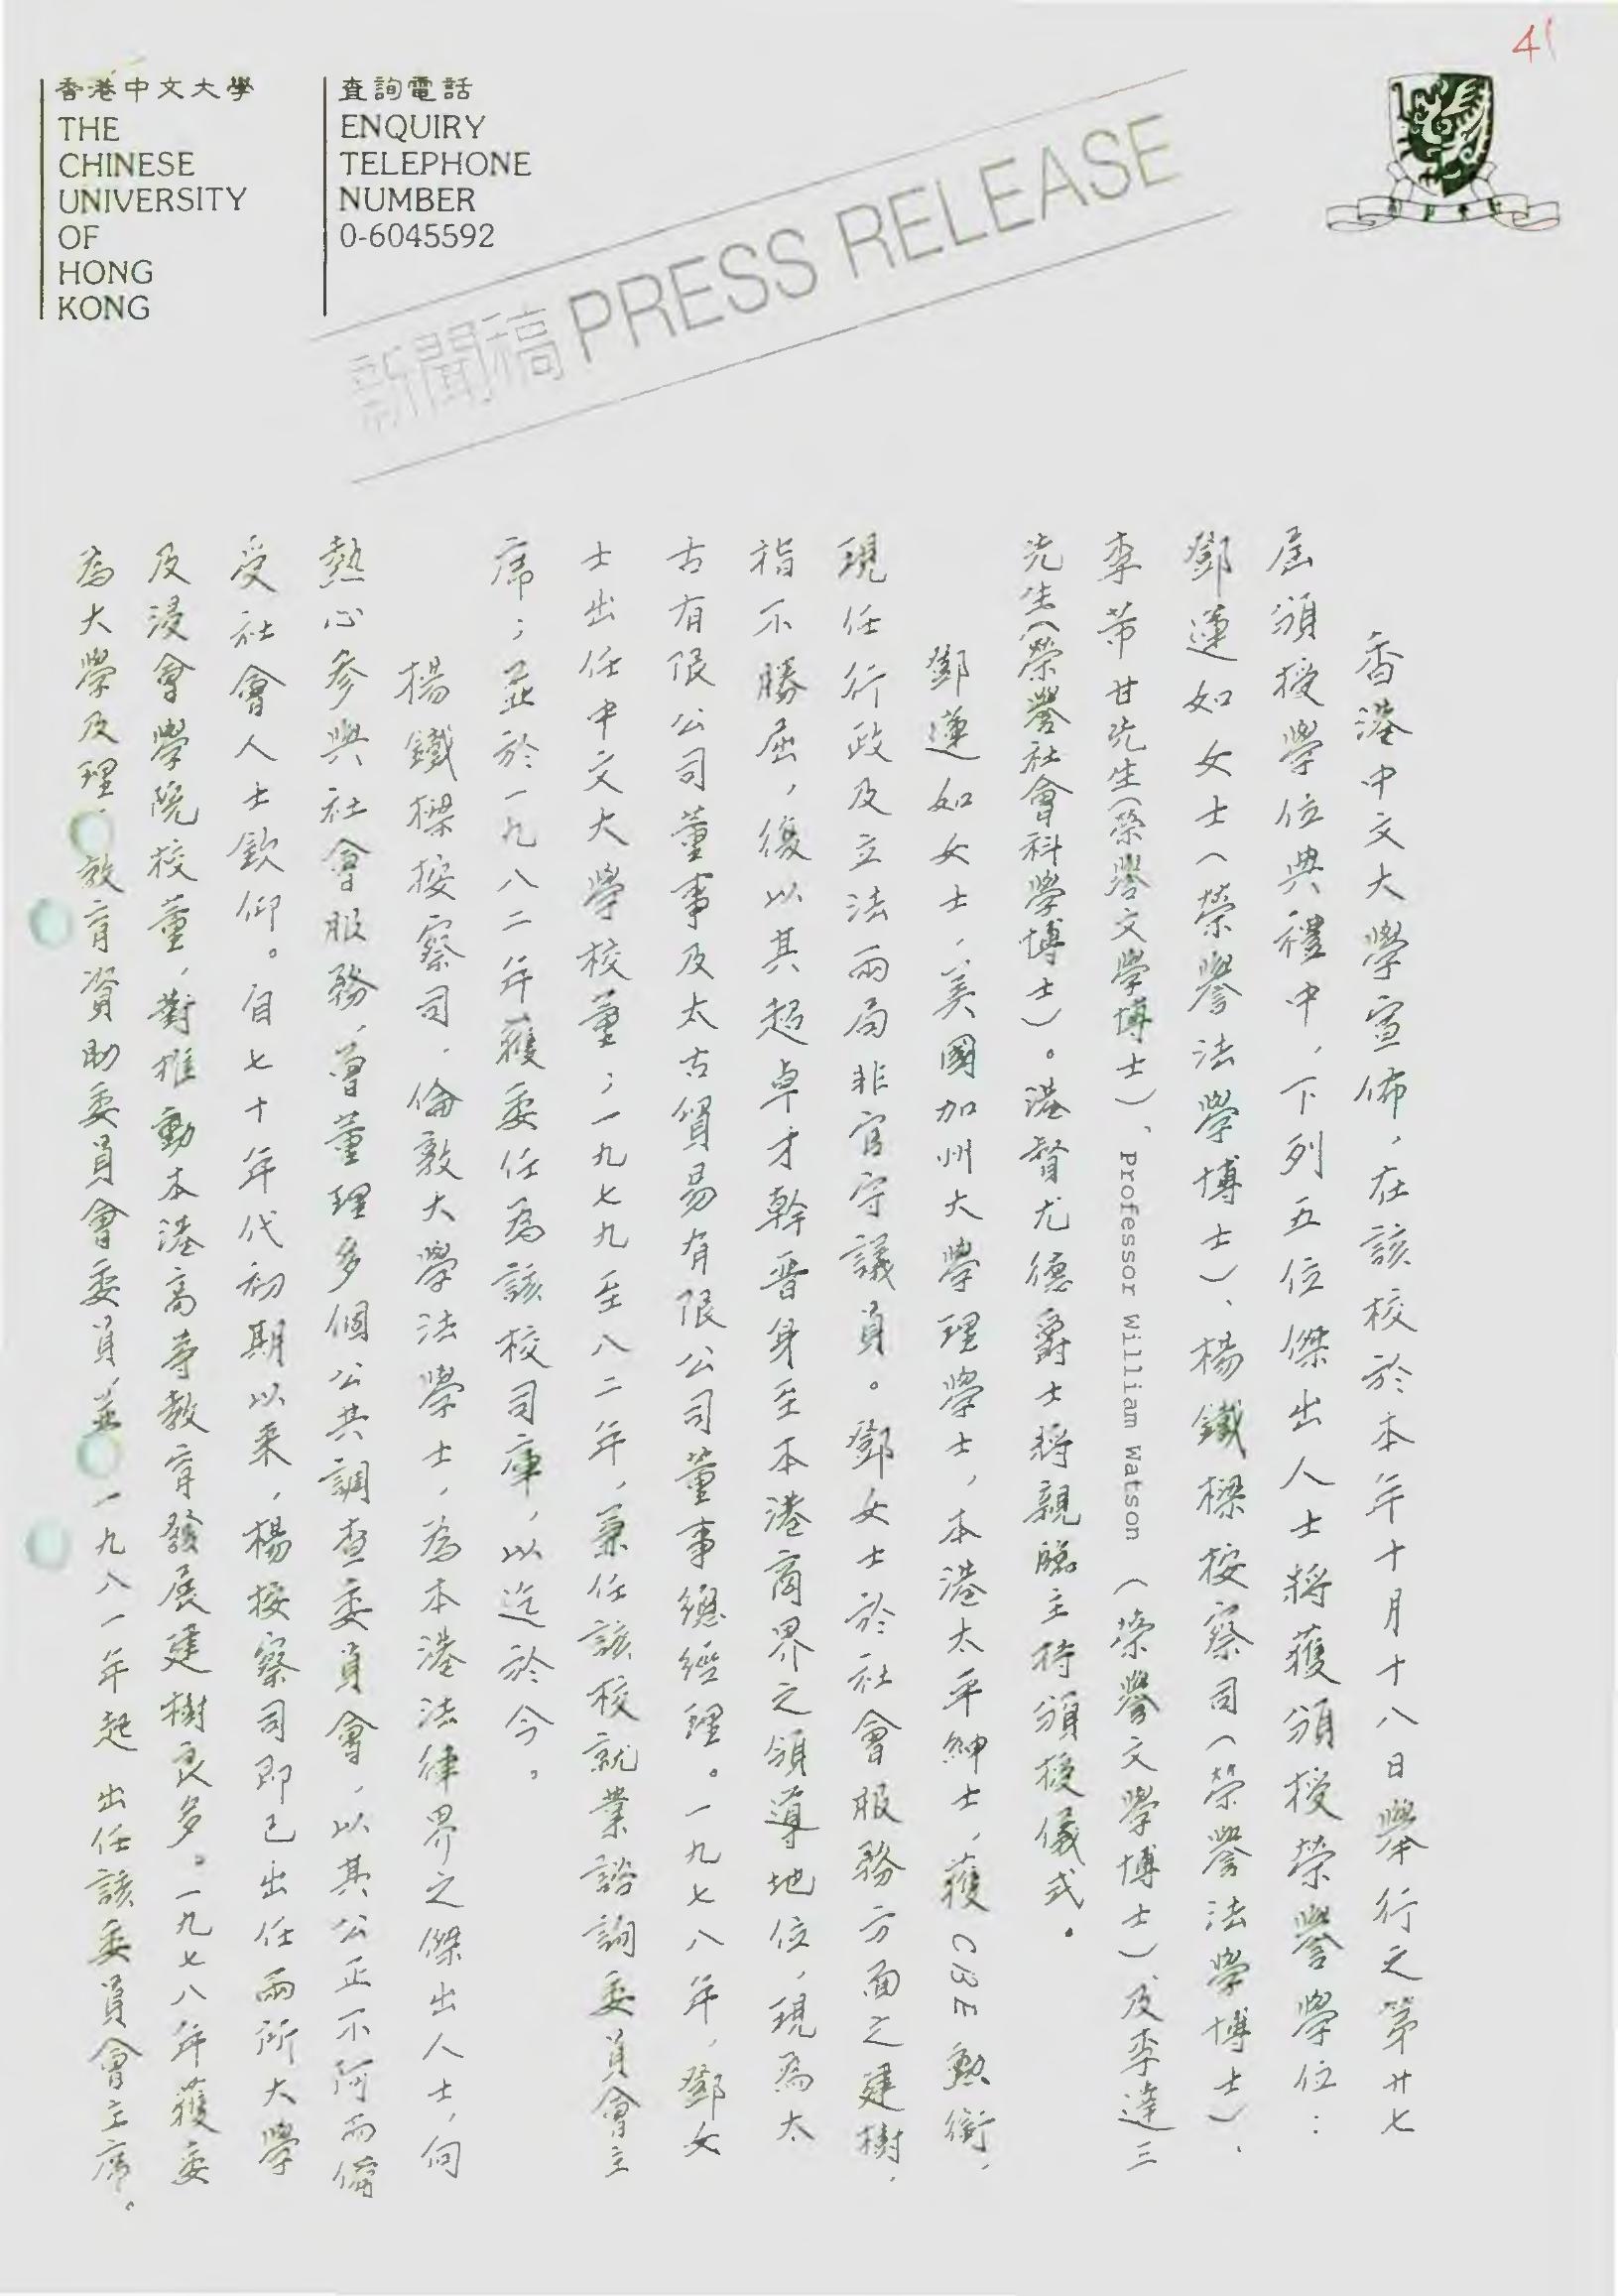 41
香港中文大學
THE
CHINESE
UNIVERSITY
OF
HONG
KONG
查詢電話
ENQUIRY
TELEPHONE
NUMBER
0-6045592
新聞稿 PRESS RELEASE
香港中文大學宣佈，在該校於本年十月十八日舉行之第廿七
屆頒授學位典禮中，下列五位傑出人士將獲頒授榮譽學位：
鄧蓮如女士（榮譽法學博士）、楊鐵樑按察司（榮譽法學博士）、
李芾甘先生（榮譽文學博士）、Professor William Watson（榮譽文學博士）及李達三
先生（榮譽社會科學博士）。港督尤德爵士將親臨主持頒授儀式。
鄧蓮如女士，美國加州大學理學士，本港太平紳士，獲CBE勳銜，
現任行政及立法兩局非官守議員。鄧女士於社會服務方面之建樹，
指不勝屈，復以其超卓才幹晉身至本港商界之領導地位，現為太
古有限公司董事及太古貿易有限公司董事總經理。一九七八年，鄧女
士出任中文大學校董；一九七九至八二年，兼任該校就業諮詢委員會主
席；並於一九八二年獲委任為該校司庫，以迄於今。
楊鐵樑按察司，倫敦大學法學士，為本港法律界之傑出人士，向
熱心參與社會服務，曾董理多個公共調查委員會，以其公正不阿而備
受社會人士欽仰。自七十年代初期以來，楊按察司即已出任兩所大學
及浸會學院校董，對推動本港高等教育發展建樹良多。一九七八年獲委
為大學及理工教育資助委員會委員，並一九八一年起出任該委員會主席。